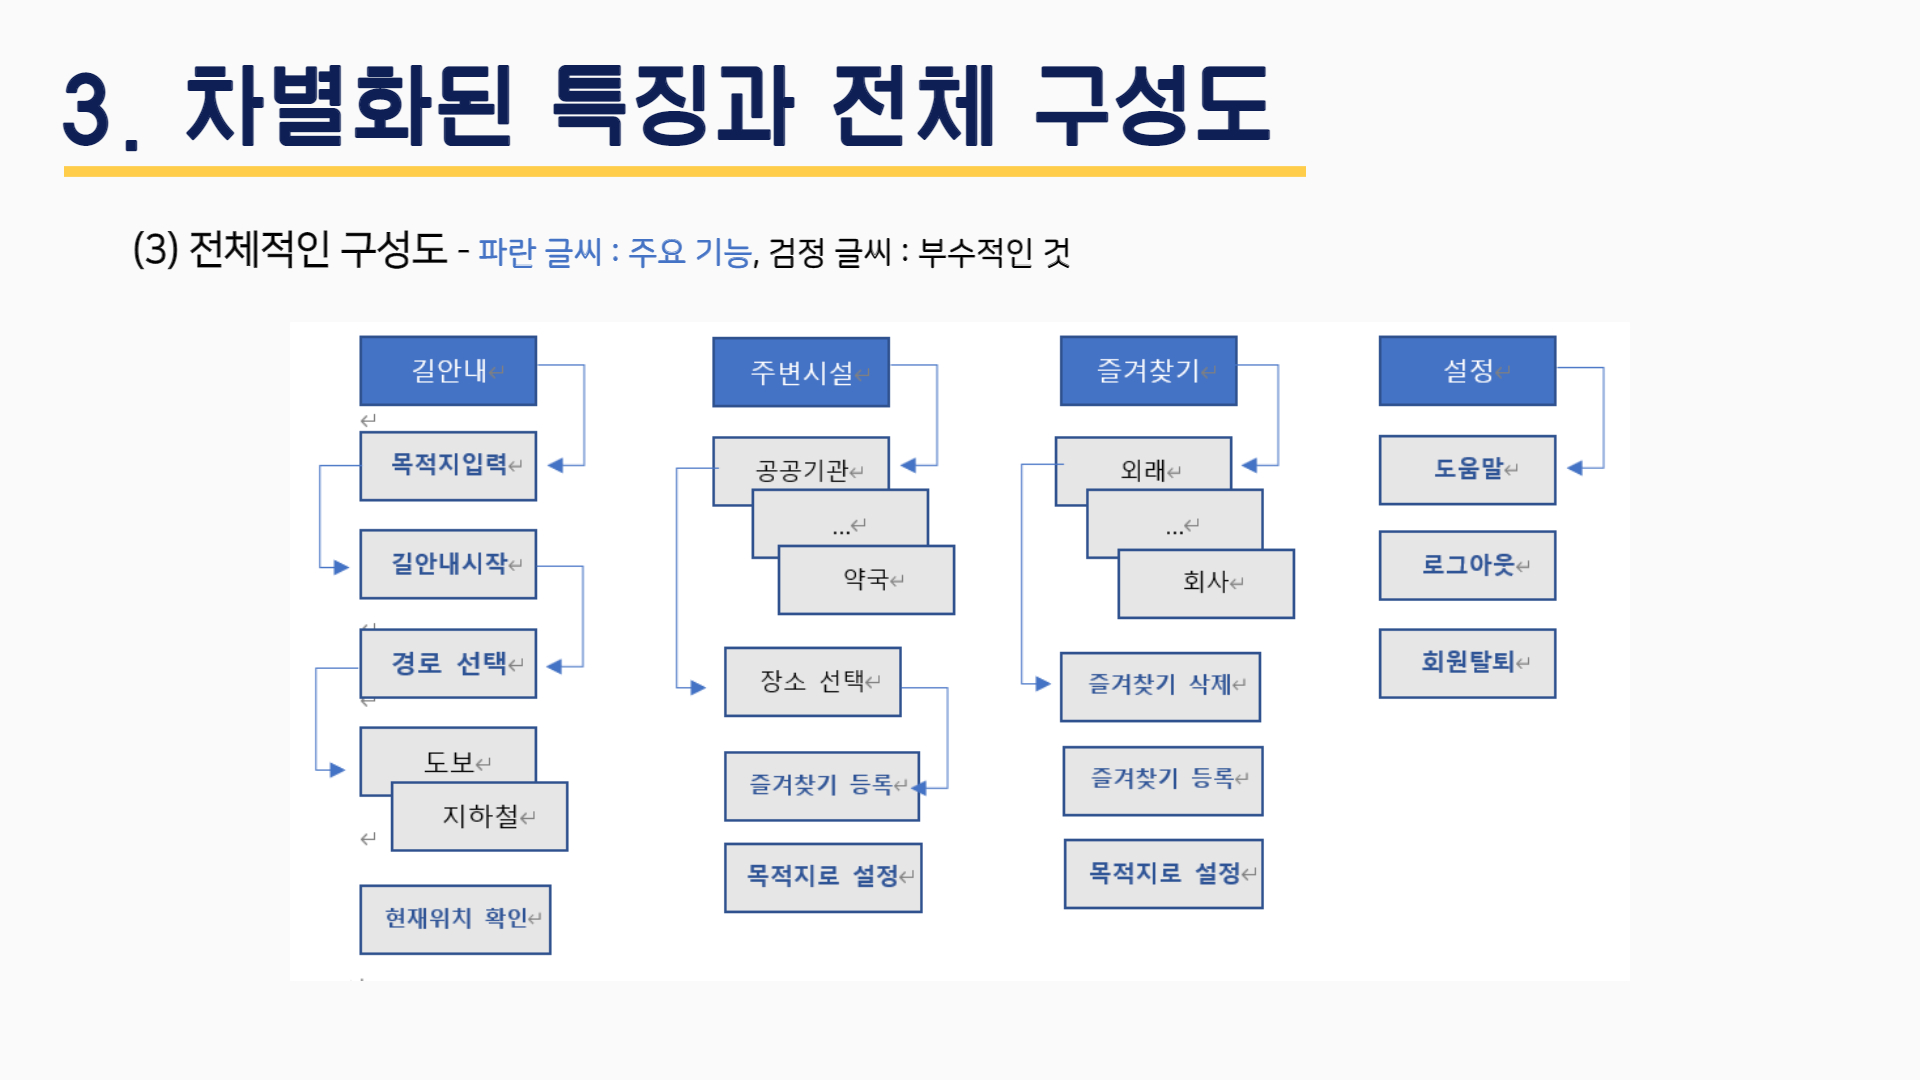 3. 차별화된 특징과 전체 구성도
(3) 전체적인 구성도 - 파란 글씨 : 주요 기능, 검정 글씨 : 부수적인 것
길안내
목적지입력
길안내시작
경로 선택
도보
지하철
현재위치 확인
주변시설
공공기관
...
약국
장소 선택
즐겨찾기 등록
목적지로 설정
즐겨찾기
외래
...
회사
즐겨찾기 삭제
즐겨찾기 등록
목적지로 설정
설정
도움말
로그아웃
회원탈퇴